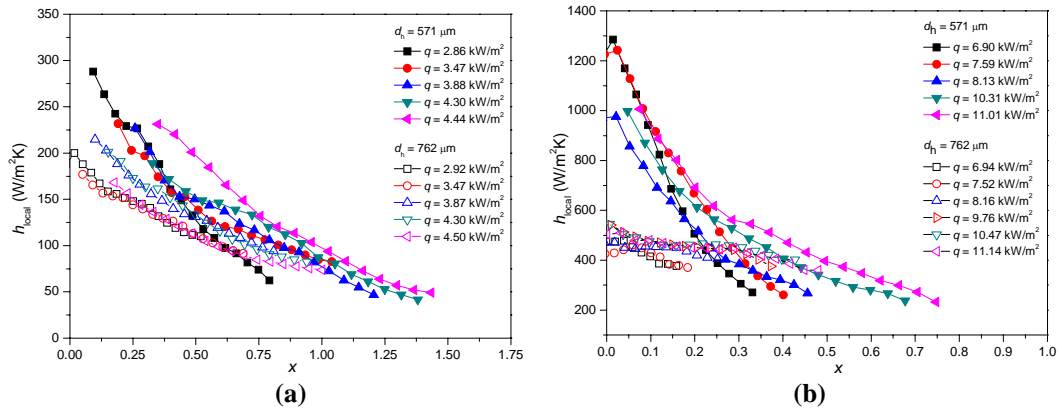 (a)
350
300
250
200
150
100
50
0
h_local (W/m²K)
0.00 0.25 0.50 0.75 1.00 1.25 1.50 1.75
x
d_h = 571 μm
q = 2.86 kW/m²
q = 3.47 kW/m²
q = 3.88 kW/m²
q = 4.30 kW/m²
q = 4.44 kW/m²
d_h = 762 μm
q = 2.92 kW/m²
q = 3.47 kW/m²
q = 3.87 kW/m²
q = 4.30 kW/m²
q = 4.50 kW/m²
(a)
(b)
1400
1200
1000
800
600
400
200
h_local (W/m²K)
0.0 0.1 0.2 0.3 0.4 0.5 0.6 0.7 0.8 0.9 1.0
x
d_h = 571 μm
q = 6.90 kW/m²
q = 7.59 kW/m²
q = 8.13 kW/m²
q = 10.31 kW/m²
q = 11.01 kW/m²
d_h = 762 μm
q = 6.94 kW/m²
q = 7.52 kW/m²
q = 8.16 kW/m²
q = 9.76 kW/m²
q = 10.47 kW/m²
q = 11.14 kW/m²
(b)